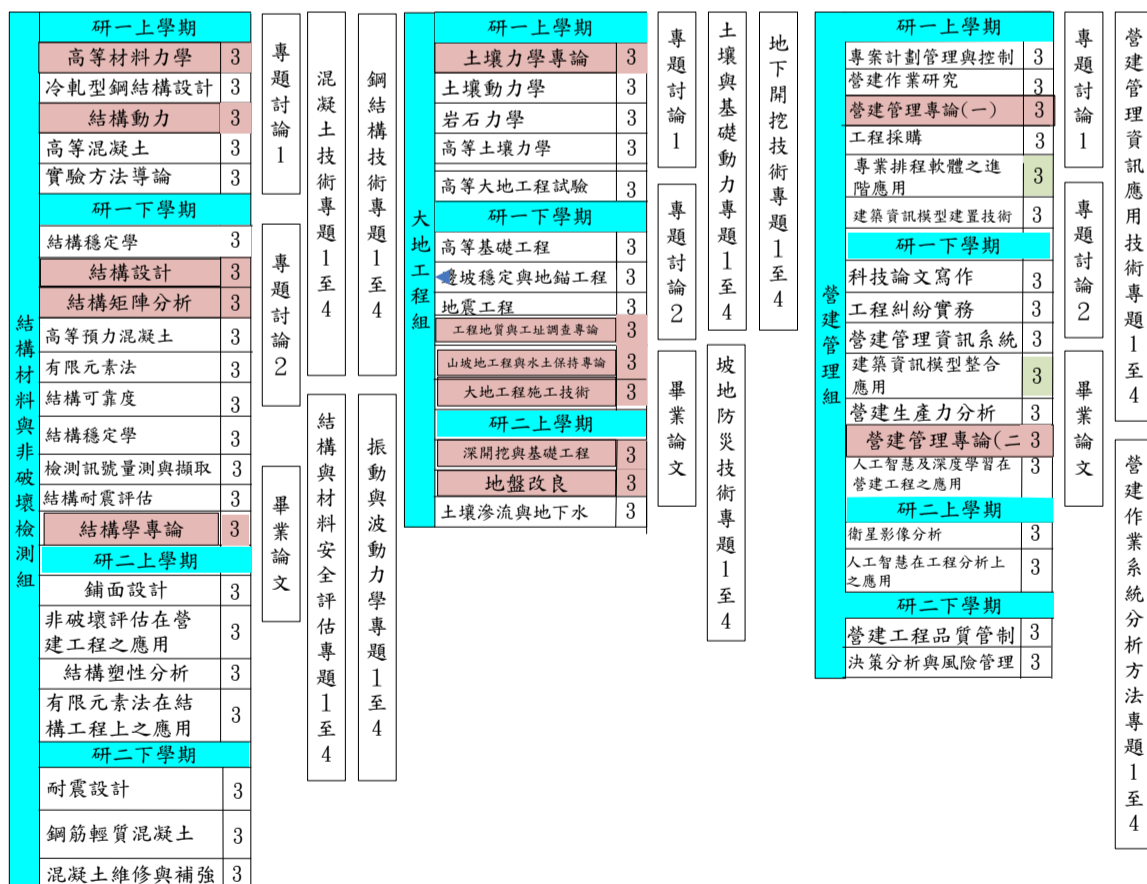 結構材料與非破壞檢測組
研一上學期
高等材料力學 3
冷軋型鋼結構設計 3
結構動力 3
高等混凝土 3
實驗方法導論 3
研一下學期
結構穩定學 3
結構設計 3
結構矩陣分析 3
高等預力混凝土 3
有限元素法 3
結構可靠度 3
結構穩定學 3
檢測訊號量測與擷取 3
結構耐震評估 3
結構學專論 3
研二上學期
鋪面設計 3
非破壞評估在營
建工程之應用 3
結構塑性分析 3
有限元素法在結
構工程上之應用 3
研二下學期
耐震設計 3
鋼筋輕質混凝土 3
混凝土維修與補強 3
專題討論1
專題討論2
畢業論文
混凝土技術專題1至4
結構與材料安全評估專題1至4
鋼結構技術專題1至4
振動與波動力學專題1至4
大地工程組
研一上學期
土壤力學專論 3
土壤動力學 3
岩石力學 3
高等土壤力學 3
高等大地工程試驗 3
研一下學期
高等基礎工程 3
邊坡穩定與地錨工程 3
地震工程 3
工程地質與工址調查專論 3
山坡地工程與水土保持專論 3
大地工程施工技術 3
研二上學期
深開挖與基礎工程 3
地盤改良 3
土壤滲流與地下水 3
專題討論1
專題討論2
畢業論文
土壤與基礎動力專題1至4
坡地防災技術專題1至4
地下開挖技術專題1至4
營建管理組
研一上學期
專案計劃管理與控制 3
營建作業研究 3
營建管理專論(一) 3
工程採購 3
專業排程軟體之進
階應用 3
建築資訊模型建置技術 3
研一下學期
科技論文寫作 3
工程糾紛實務 3
營建管理資訊系統 3
建築資訊模型整合
應用 3
營建生產力分析 3
營建管理專論(二 3
人工智慧及深度學習在
營建工程之應用 3
研二上學期
衛星影像分析 3
人工智慧在工程分析上
之應用 3
研二下學期
營建工程品質管制 3
決策分析與風險管理 3
專題討論1
專題討論2
畢業論文
營建管理資訊應用技術專題1至4
營建作業系統分析方法專題1至4